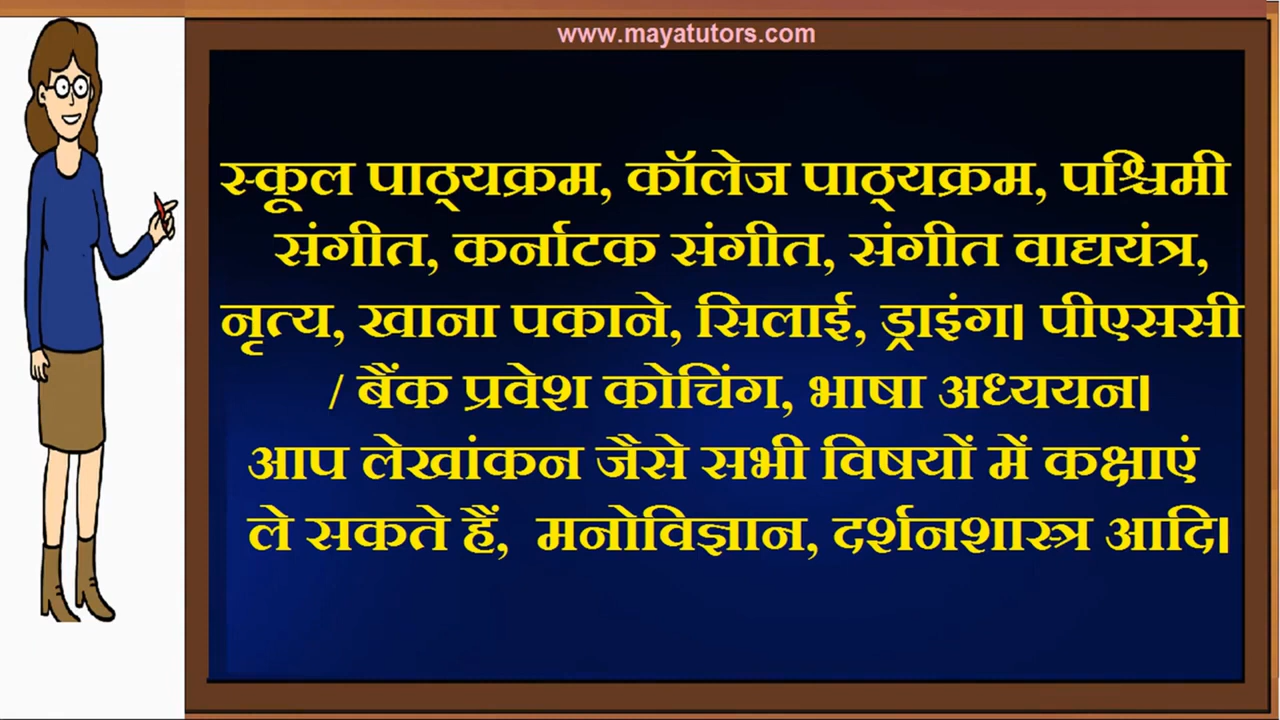 www.mayatutors.com
स्कूल पाठ्यक्रम, कॉलेज पाठ्यक्रम, पश्चिमी
संगीत, कर्नाटक संगीत, संगीत वाद्ययंत्र,
नृत्य, खाना पकाने, सिलाई, ड्राइंग। पीएससी
/ बैंक प्रवेश कोचिंग, भाषा अध्ययन।
आप लेखांकन जैसे सभी विषयों में कक्षाएं
ले सकते हैं, मनोविज्ञान, दर्शनशास्त्र आदि।